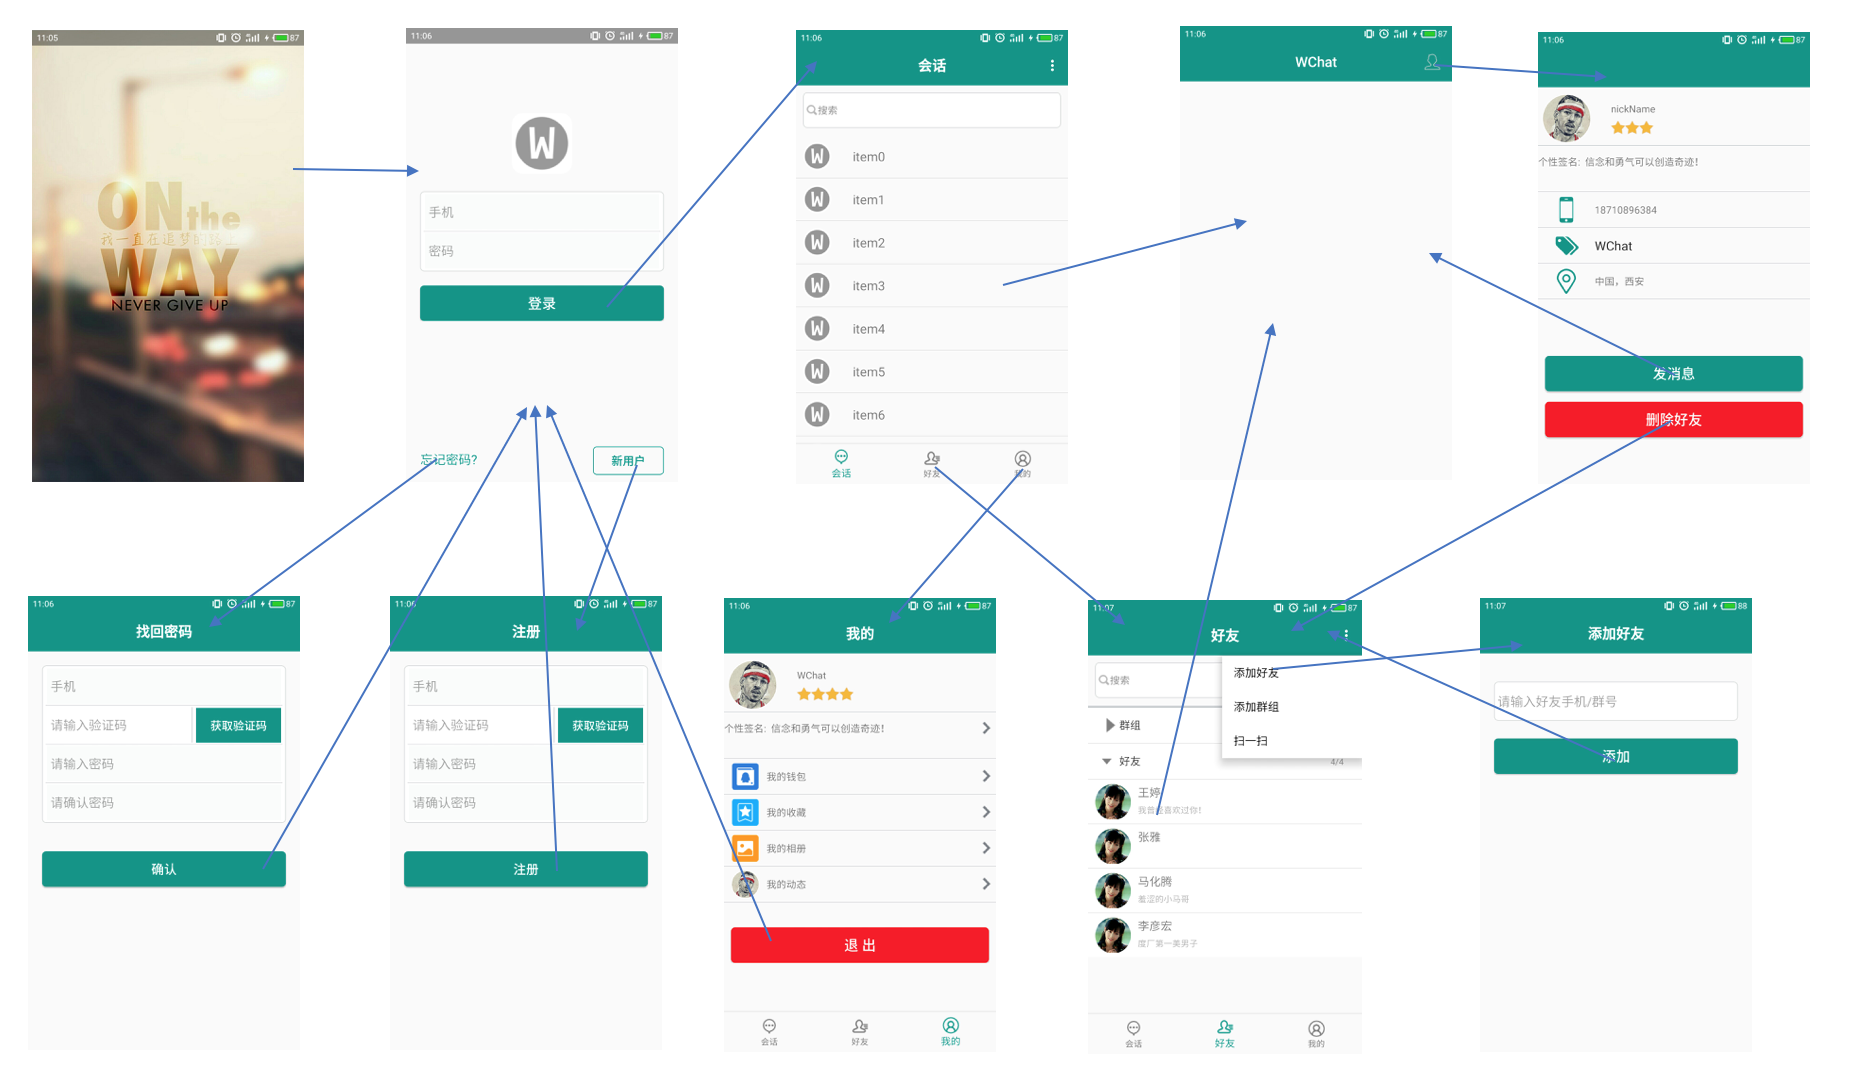 11:05
87
ON the
我一直在追梦的路上
WAY
NEVER GIVE UP
11:06
87
W
手机
密码
登录
忘记密码?
新用户
11:06
87
会话
搜索
W item0
W item1
W item2
W item3
W item4
W item5
W item6
会话
好友
我的
11:06
87
WChat
11:06
87
nickName
个性签名: 信念和勇气可以创造奇迹!
18710896384
WChat
中国，西安
发消息
删除好友
11:06
87
找回密码
手机
请输入验证码
获取验证码
请输入密码
请确认密码
确认
11:06
87
注册
手机
请输入验证码
获取验证码
请输入密码
请确认密码
注册
11:06
87
我的
WChat
个性签名: 信念和勇气可以创造奇迹!
我的钱包
我的收藏
我的相册
我的动态
退 出
会话
好友
我的
11:07
87
好友
搜索
添加好友
添加群组
扫一扫
群组
好友
4/4
王婷
我曾经喜欢过你!
张雅
马化腾
羞涩的小马哥
李彦宏
度厂第一美男子
会话
好友
我的
11:07
88
添加好友
请输入好友手机/群号
添加